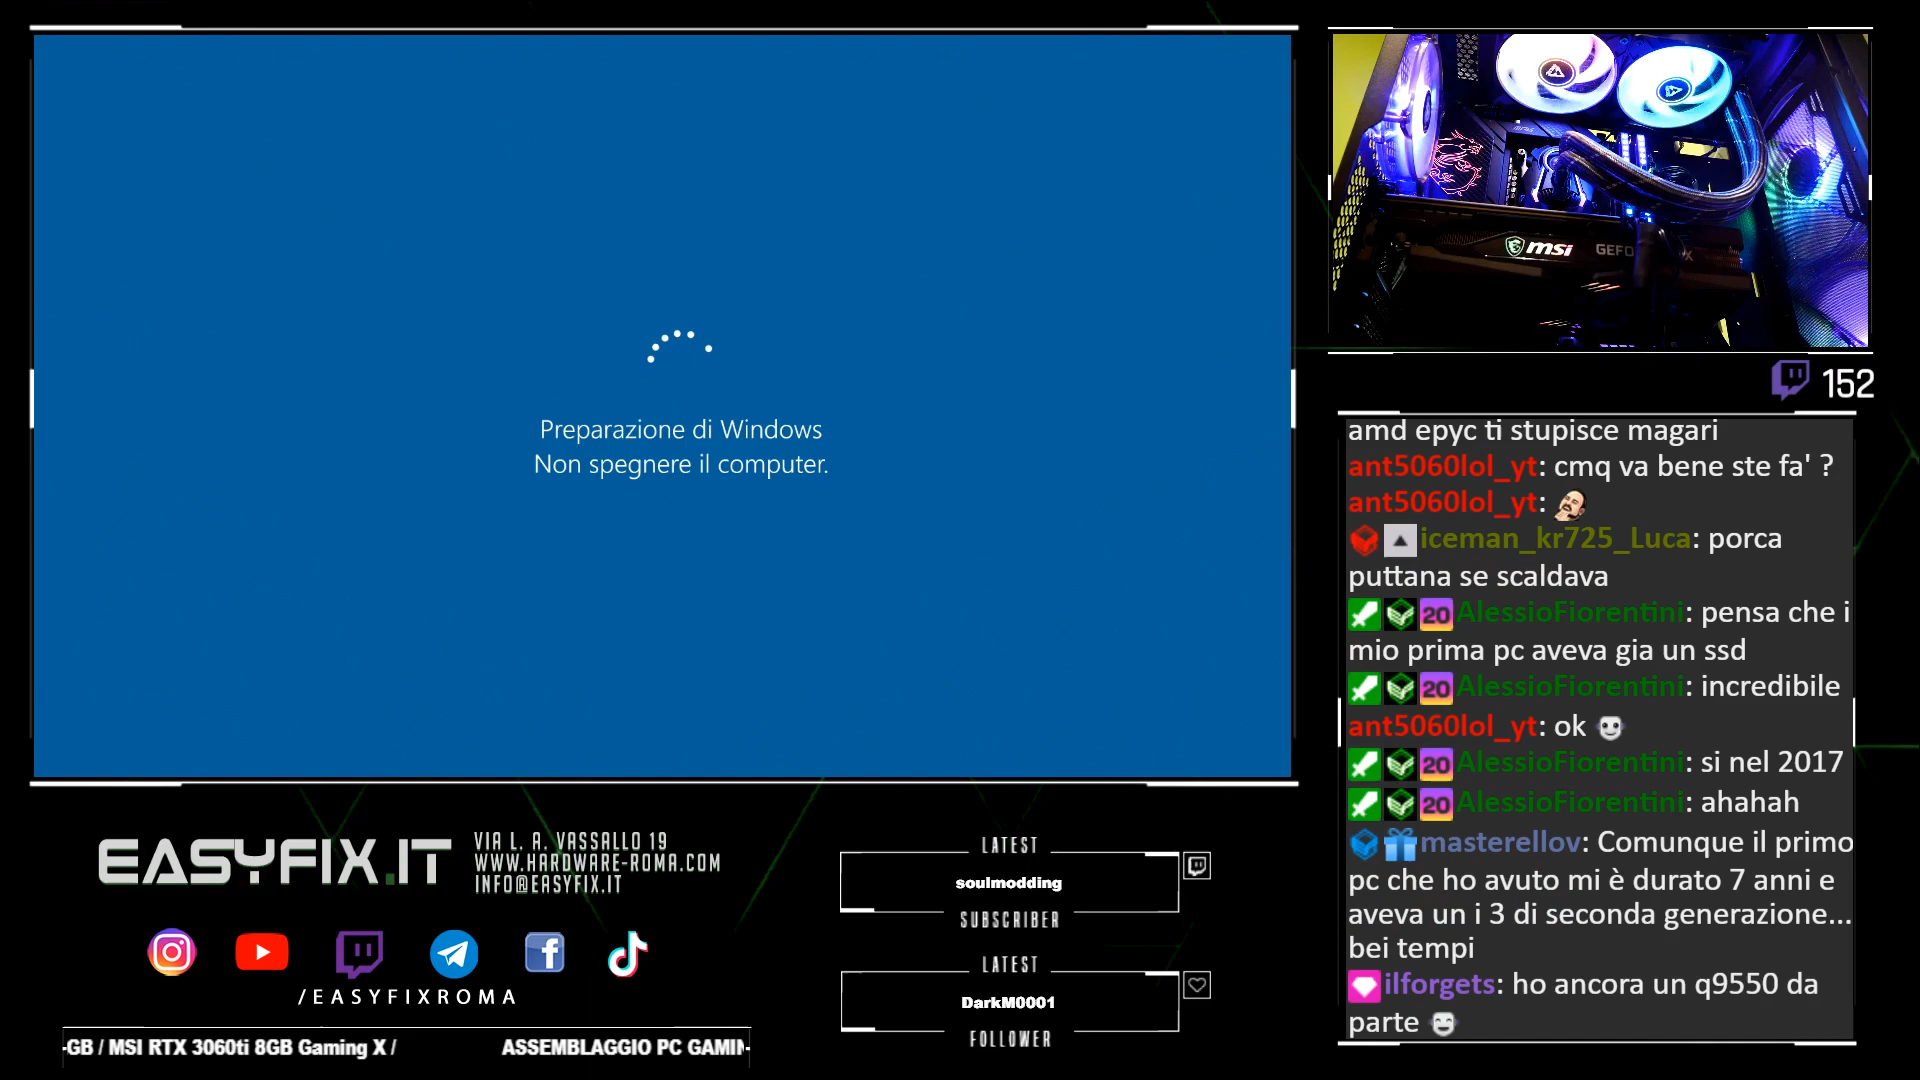 Preparazione di Windows
Non spegnere il computer.
msi
GEFO
X
152
amd epyc ti stupisce magari
ant5060lol_yt: cmq va bene ste fa' ?
ant5060lol_yt:
iceman_kr725_Luca: porca
puttana se scaldava
20 AlessioFiorentini: pensa che i
mio prima pc aveva gia un ssd
20 AlessioFiorentini: incredibile
ant5060lol_yt: ok
20 AlessioFiorentini: si nel 2017
20 AlessioFiorentini: ahahah
masterellov: Comunque il primo
pc che ho avuto mi è durato 7 anni e
aveva un i 3 di seconda generazione...
bei tempi
ilforgets: ho ancora un q9550 da
parte
EASYFIX.IT
VIA L. A. VASSALLO 19
WWW.HARDWARE-ROMA.COM
INFO@EASYFIX.IT
/EASYFIXROMA
-GB / MSI RTX 3060ti 8GB Gaming X / ASSEMBLAGGIO PC GAMIN-
LATEST
soulmodding
SUBSCRIBER
LATEST
DarkM0001
FOLLOWER